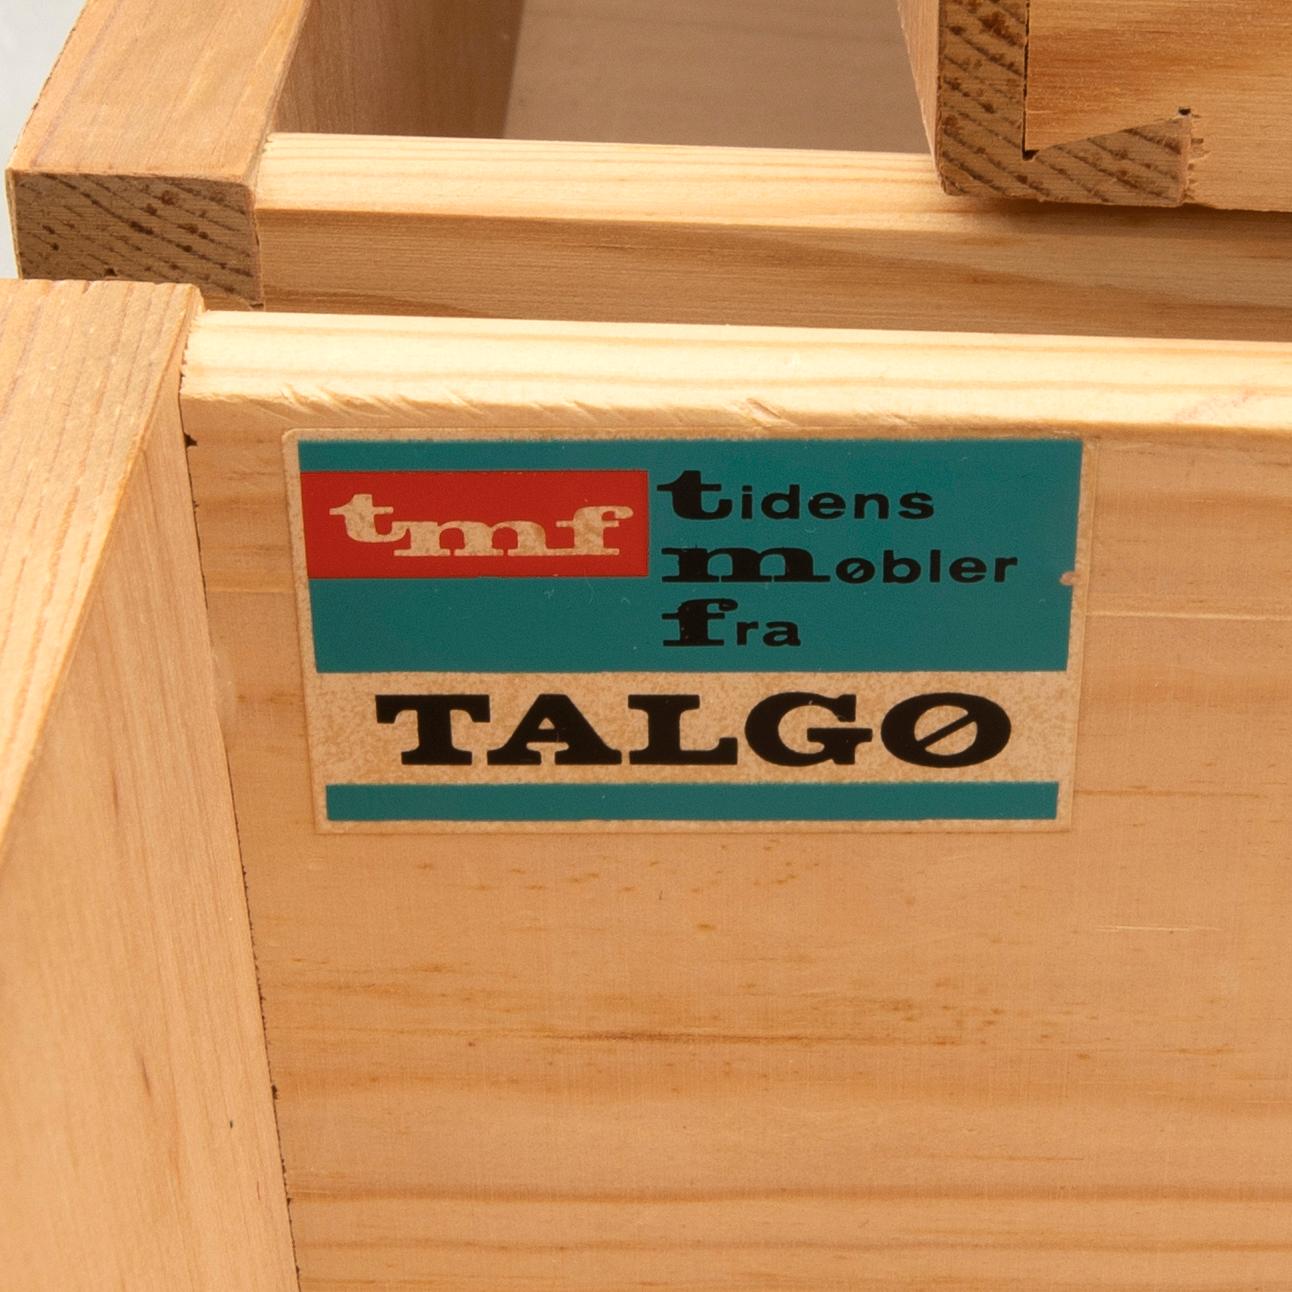 tmf
tidens
møbler
fra
TALGØ